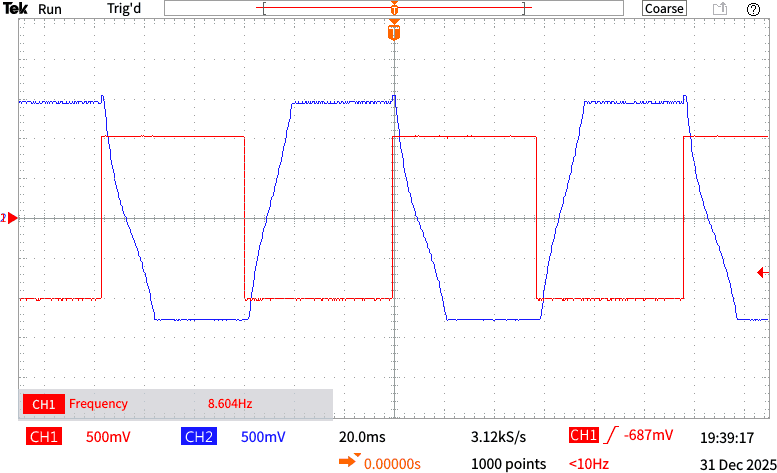 Tek Run Trig'd T Coarse ?
T
2
CH1 Frequency 8.604Hz
CH1 500mV CH2 500mV 20.0ms 3.12kS/s CH1 -687mV 19:39:17
0.00000s 1000 points <10Hz 31 Dec 2025